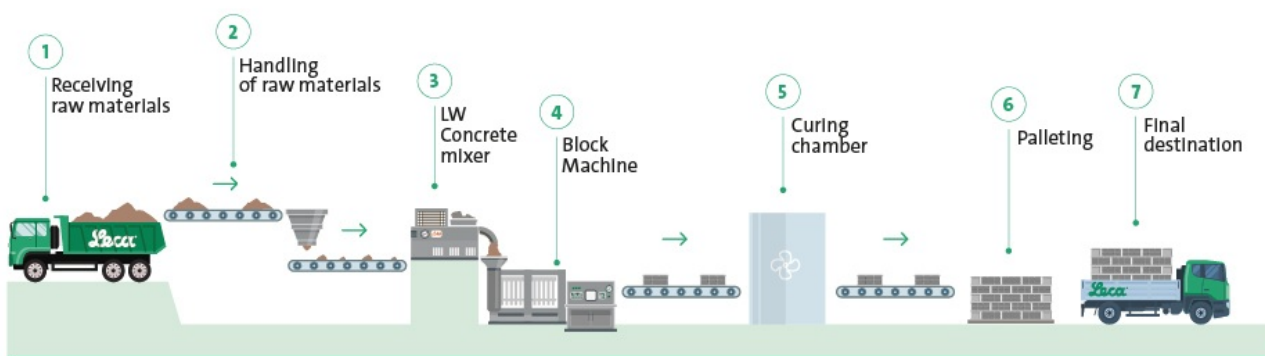 1
Receiving
raw materials
2
Handling
of raw materials
3
LW
Concrete
mixer
4
Block
Machine
5
Curing
chamber
6
Palleting
7
Final
destination
Leca
Leca